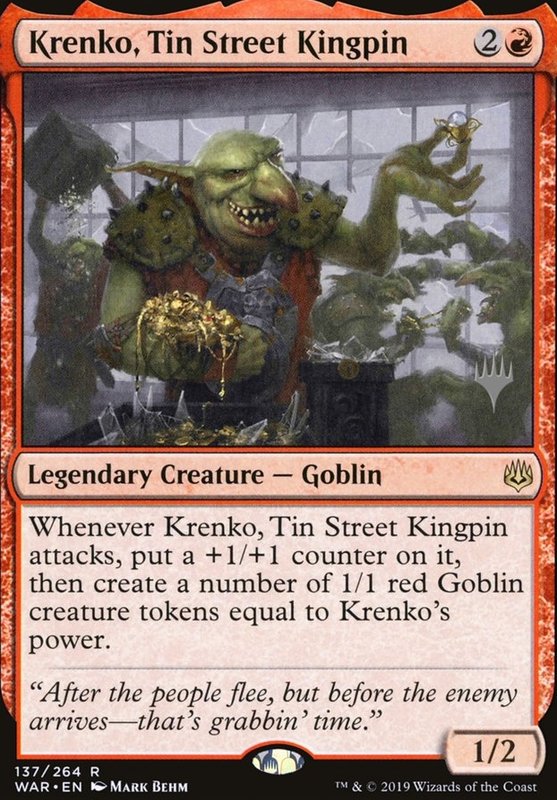 Krenko, Tin Street Kingpin 2
Legendary Creature — Goblin
Whenever Krenko, Tin Street Kingpin
attacks, put a +1/+1 counter on it,
then create a number of 1/1 red Goblin
creature tokens equal to Krenko's
power.
“After the people flee, but before the enemy
arrives—that's grabbin' time.”
1/2
137/264 R
WAR • EN Mark Behm
™ & © 2019 Wizards of the Coast